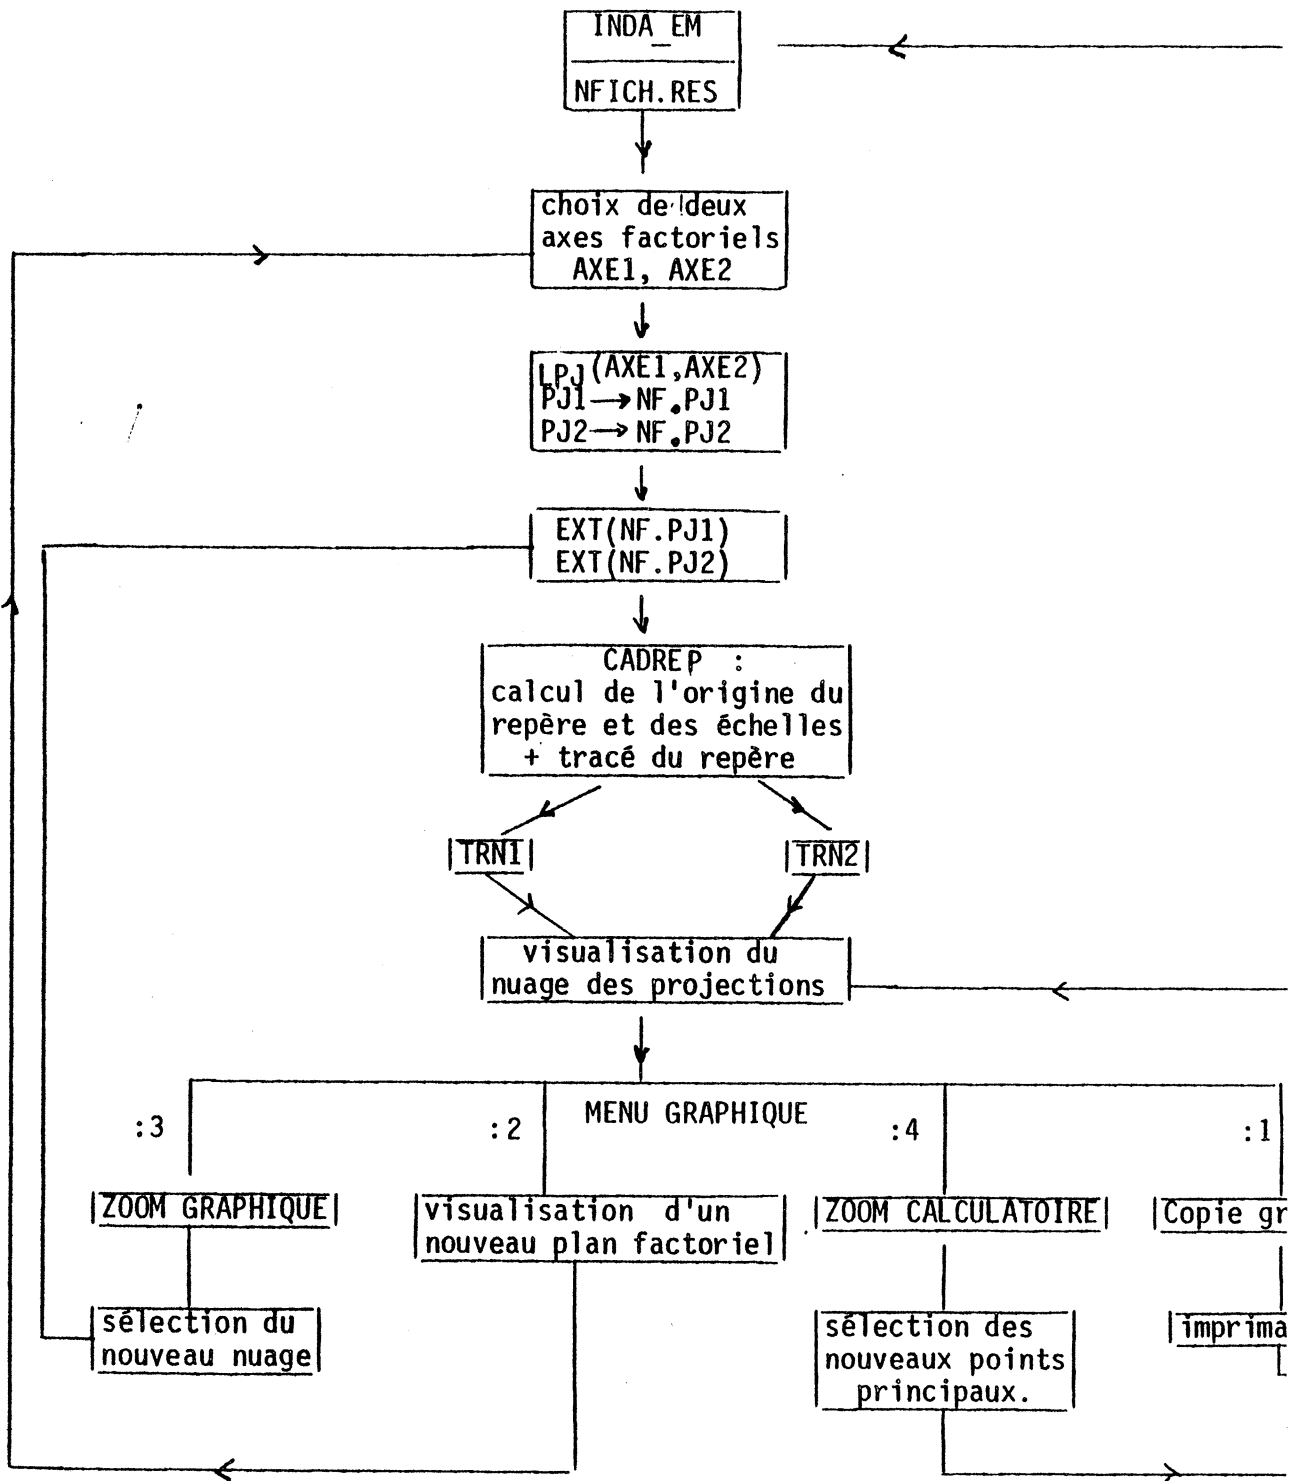 INDA_EM
NFICH.RES
choix de deux
axes factoriels
AXE1, AXE2
LPJ(AXE1,AXE2)
PJ1→NF.PJ1
PJ2→NF.PJ2
EXT(NF.PJ1)
EXT(NF.PJ2)
CADREP :
calcul de l'origine du
repère et des échelles
+ tracé du repère
TRN1
TRN2
visualisation du
nuage des projections
MENU GRAPHIQUE
:3
:2
:4
:1
ZOOM GRAPHIQUE
visualisation d'un
nouveau plan factoriel
ZOOM CALCULATOIRE
Copie gr
sélection du
nouveau nuage
sélection des
nouveaux points
principaux.
imprima